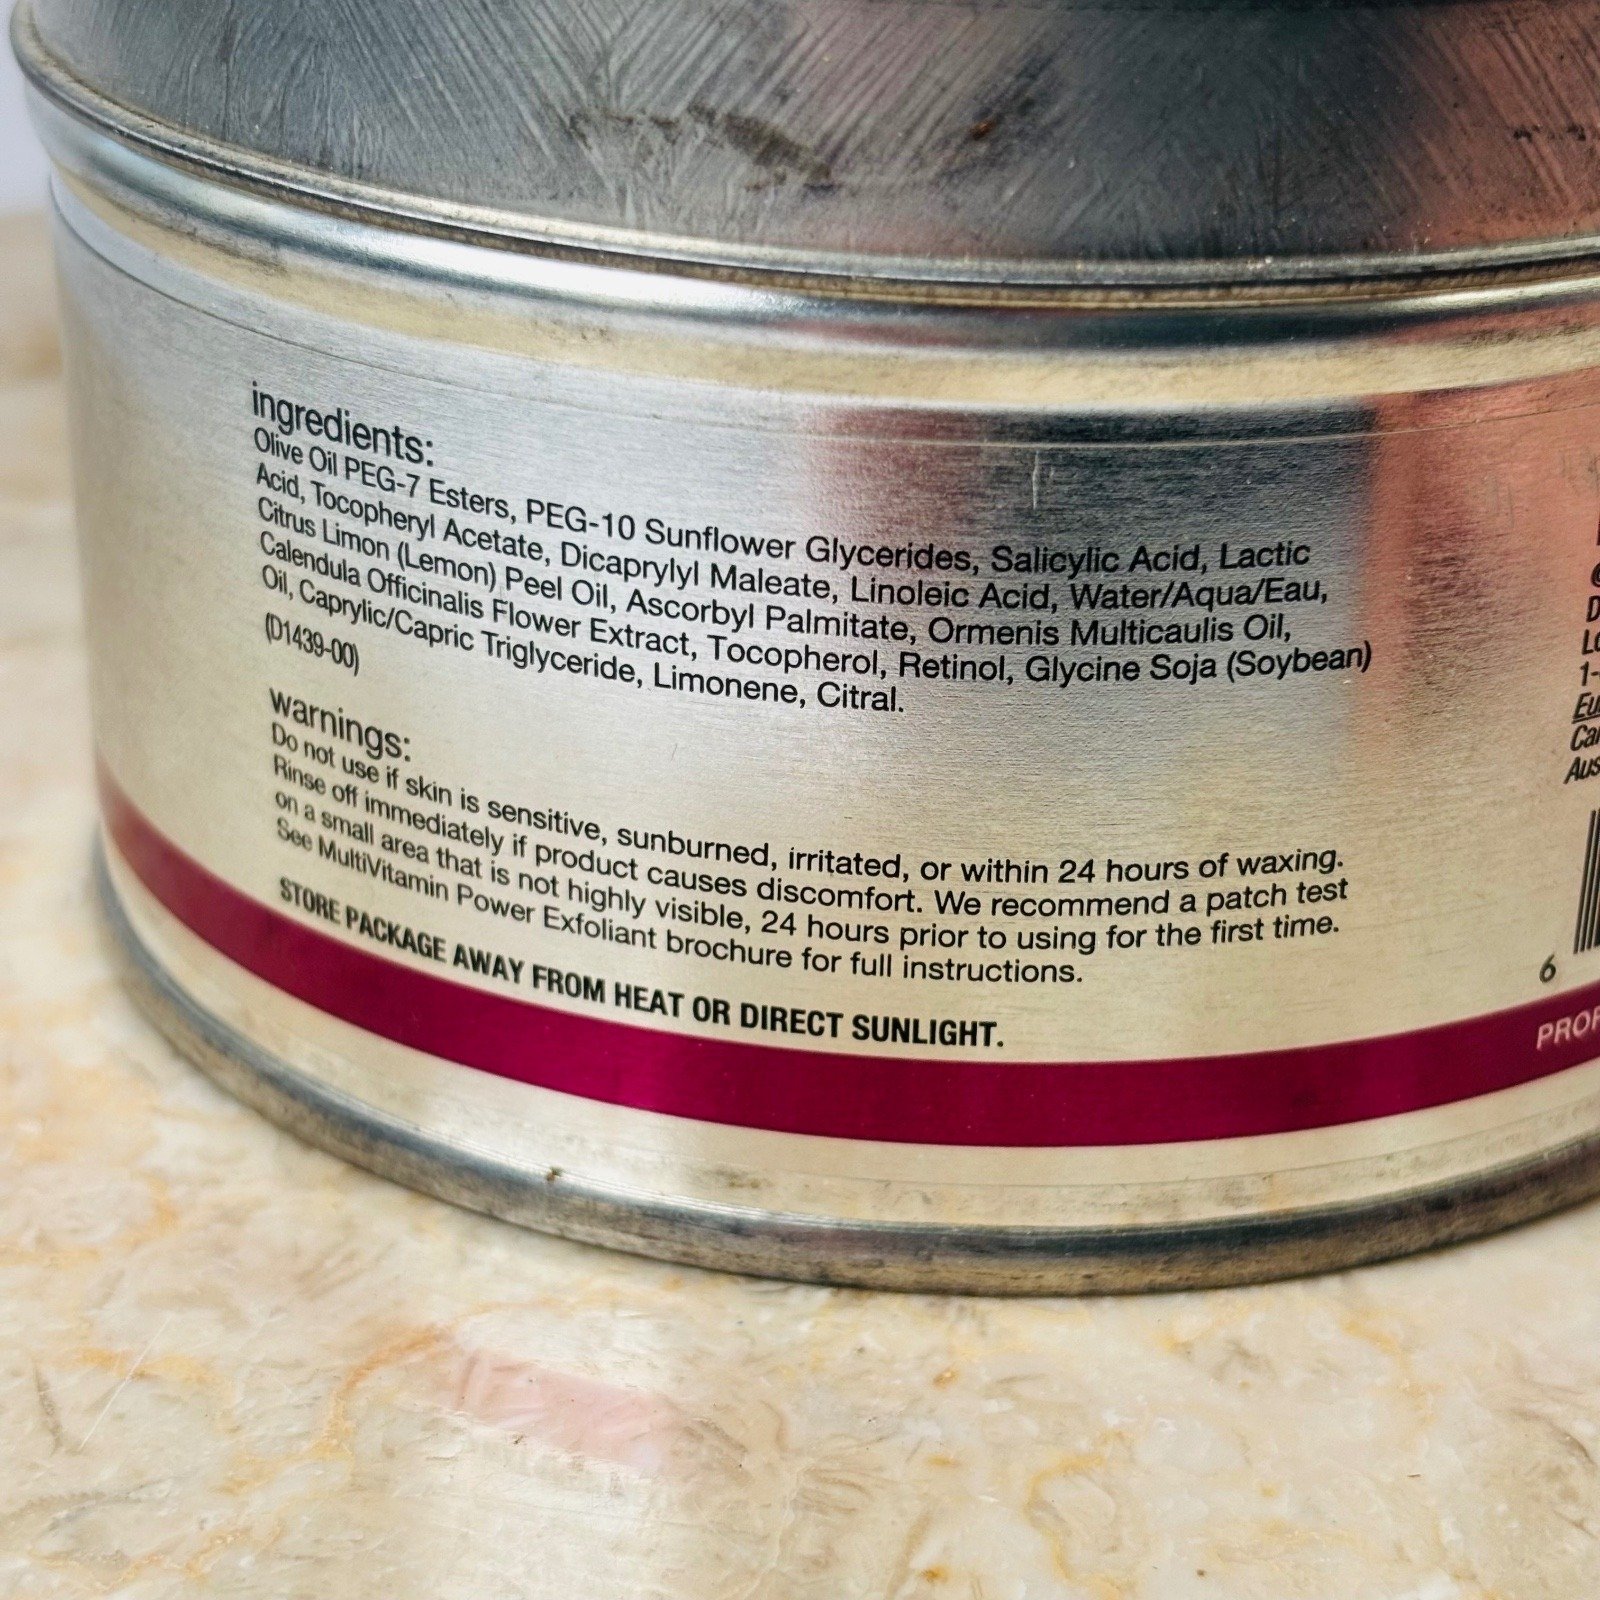 ingredients:
Olive Oil PEG-7 Esters, PEG-10 Sunflower Glycerides, Salicylic Acid, Lactic
Acid, Tocopheryl Acetate, Dicaprylyl Maleate, Linoleic Acid, Water/Aqua/Eau,
Citrus Limon (Lemon) Peel Oil, Ascorbyl Palmitate, Ormenis Multicaulis Oil,
Calendula Officinalis Flower Extract, Tocopherol, Retinol, Glycine Soja (Soybean)
Oil, Caprylic/Capric Triglyceride, Limonene, Citral.
(D1439-00)
warnings:
Do not use if skin is sensitive, sunburned, irritated, or within 24 hours of waxing.
Rinse off immediately if product causes discomfort. We recommend a patch test
on a small area that is not highly visible, 24 hours prior to using for the first time.
See MultiVitamin Power Exfoliant brochure for full instructions.
STORE PACKAGE AWAY FROM HEAT OR DIRECT SUNLIGHT.
6